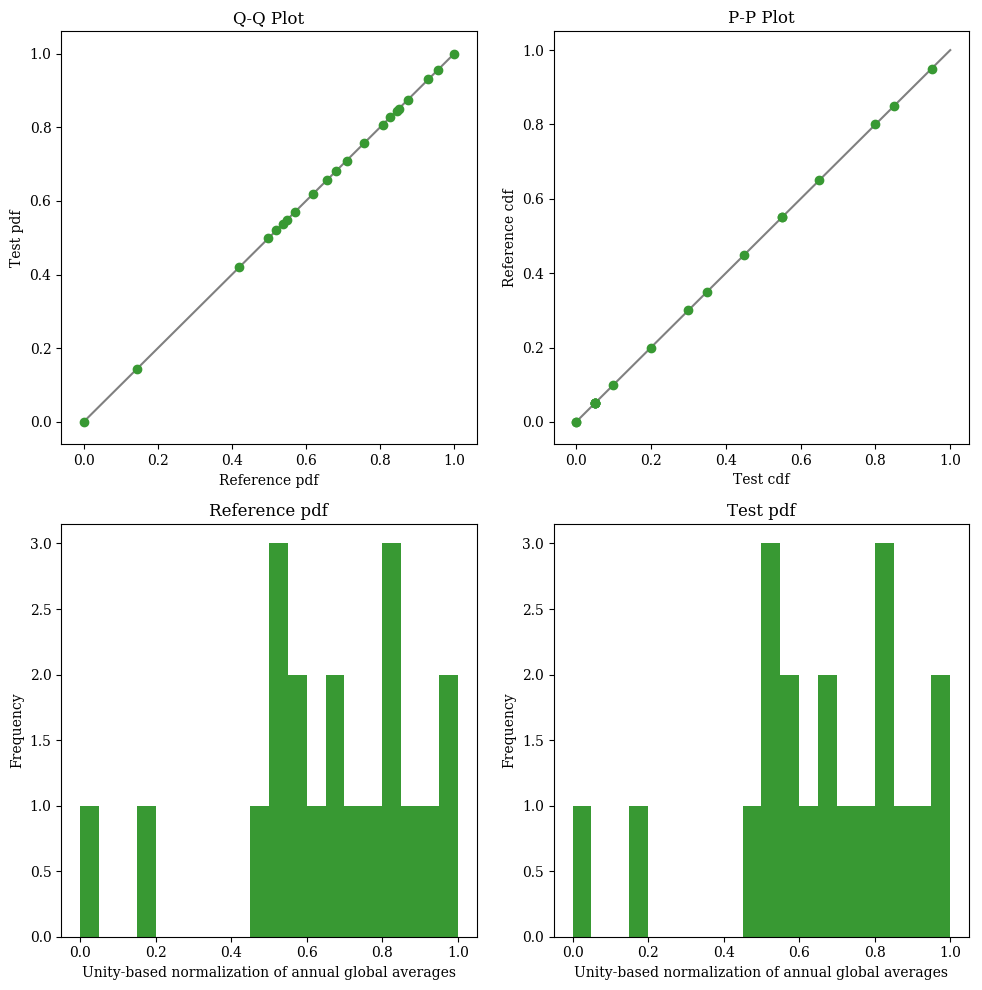 Q-Q Plot
1.0
0.8
0.6
0.4
0.2
0.0
Test pdf
0.0 0.2 0.4 0.6 0.8 1.0
Reference pdf
P-P Plot
1.0
0.8
0.6
0.4
0.2
0.0
Reference cdf
0.0 0.2 0.4 0.6 0.8 1.0
Test cdf
Reference pdf
3.0
2.5
2.0
1.5
1.0
0.5
0.0
Frequency
0.0 0.2 0.4 0.6 0.8 1.0
Unity-based normalization of annual global averages
Test pdf
3.0
2.5
2.0
1.5
1.0
0.5
0.0
Frequency
0.0 0.2 0.4 0.6 0.8 1.0
Unity-based normalization of annual global averages